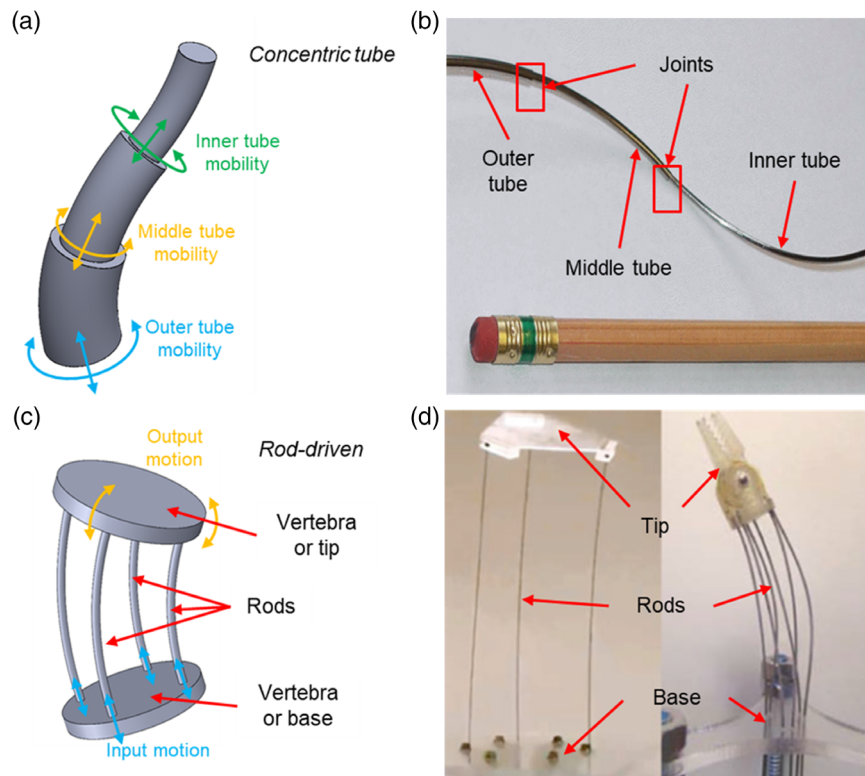 (a)
Concentric tube
Inner tube
mobility
Middle tube
mobility
Outer tube
mobility
(b)
Joints
Outer
tube
Inner tube
Middle tube
(c)
Output
motion
Rod-driven
Vertebra
or tip
Rods
Vertebra
or base
Input motion
(d)
Tip
Rods
Base